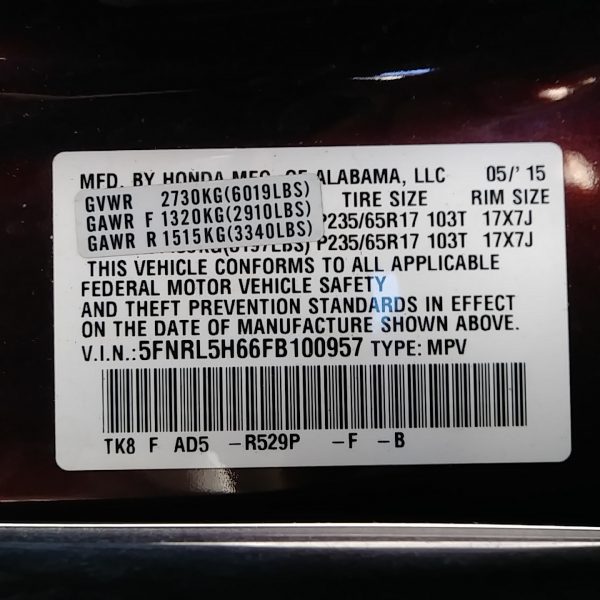 MFD. BY HONDA MFG. OF ALABAMA, LLC 05/' 15
GVWR 2730KG(6019LBS) TIRE SIZE RIM SIZE
GAWR F 1320KG(2910LBS) P235/65R17 103T 17X7J
GAWR R 1515KG(3340LBS) P235/65R17 103T 17X7J
THIS VEHICLE CONFORMS TO ALL APPLICABLE
FEDERAL MOTOR VEHICLE SAFETY
AND THEFT PREVENTION STANDARDS IN EFFECT
ON THE DATE OF MANUFACTURE SHOWN ABOVE.
V.I.N.:5FNRL5H66FB100957 TYPE: MPV
TK8 F AD5 -R529P -F -B